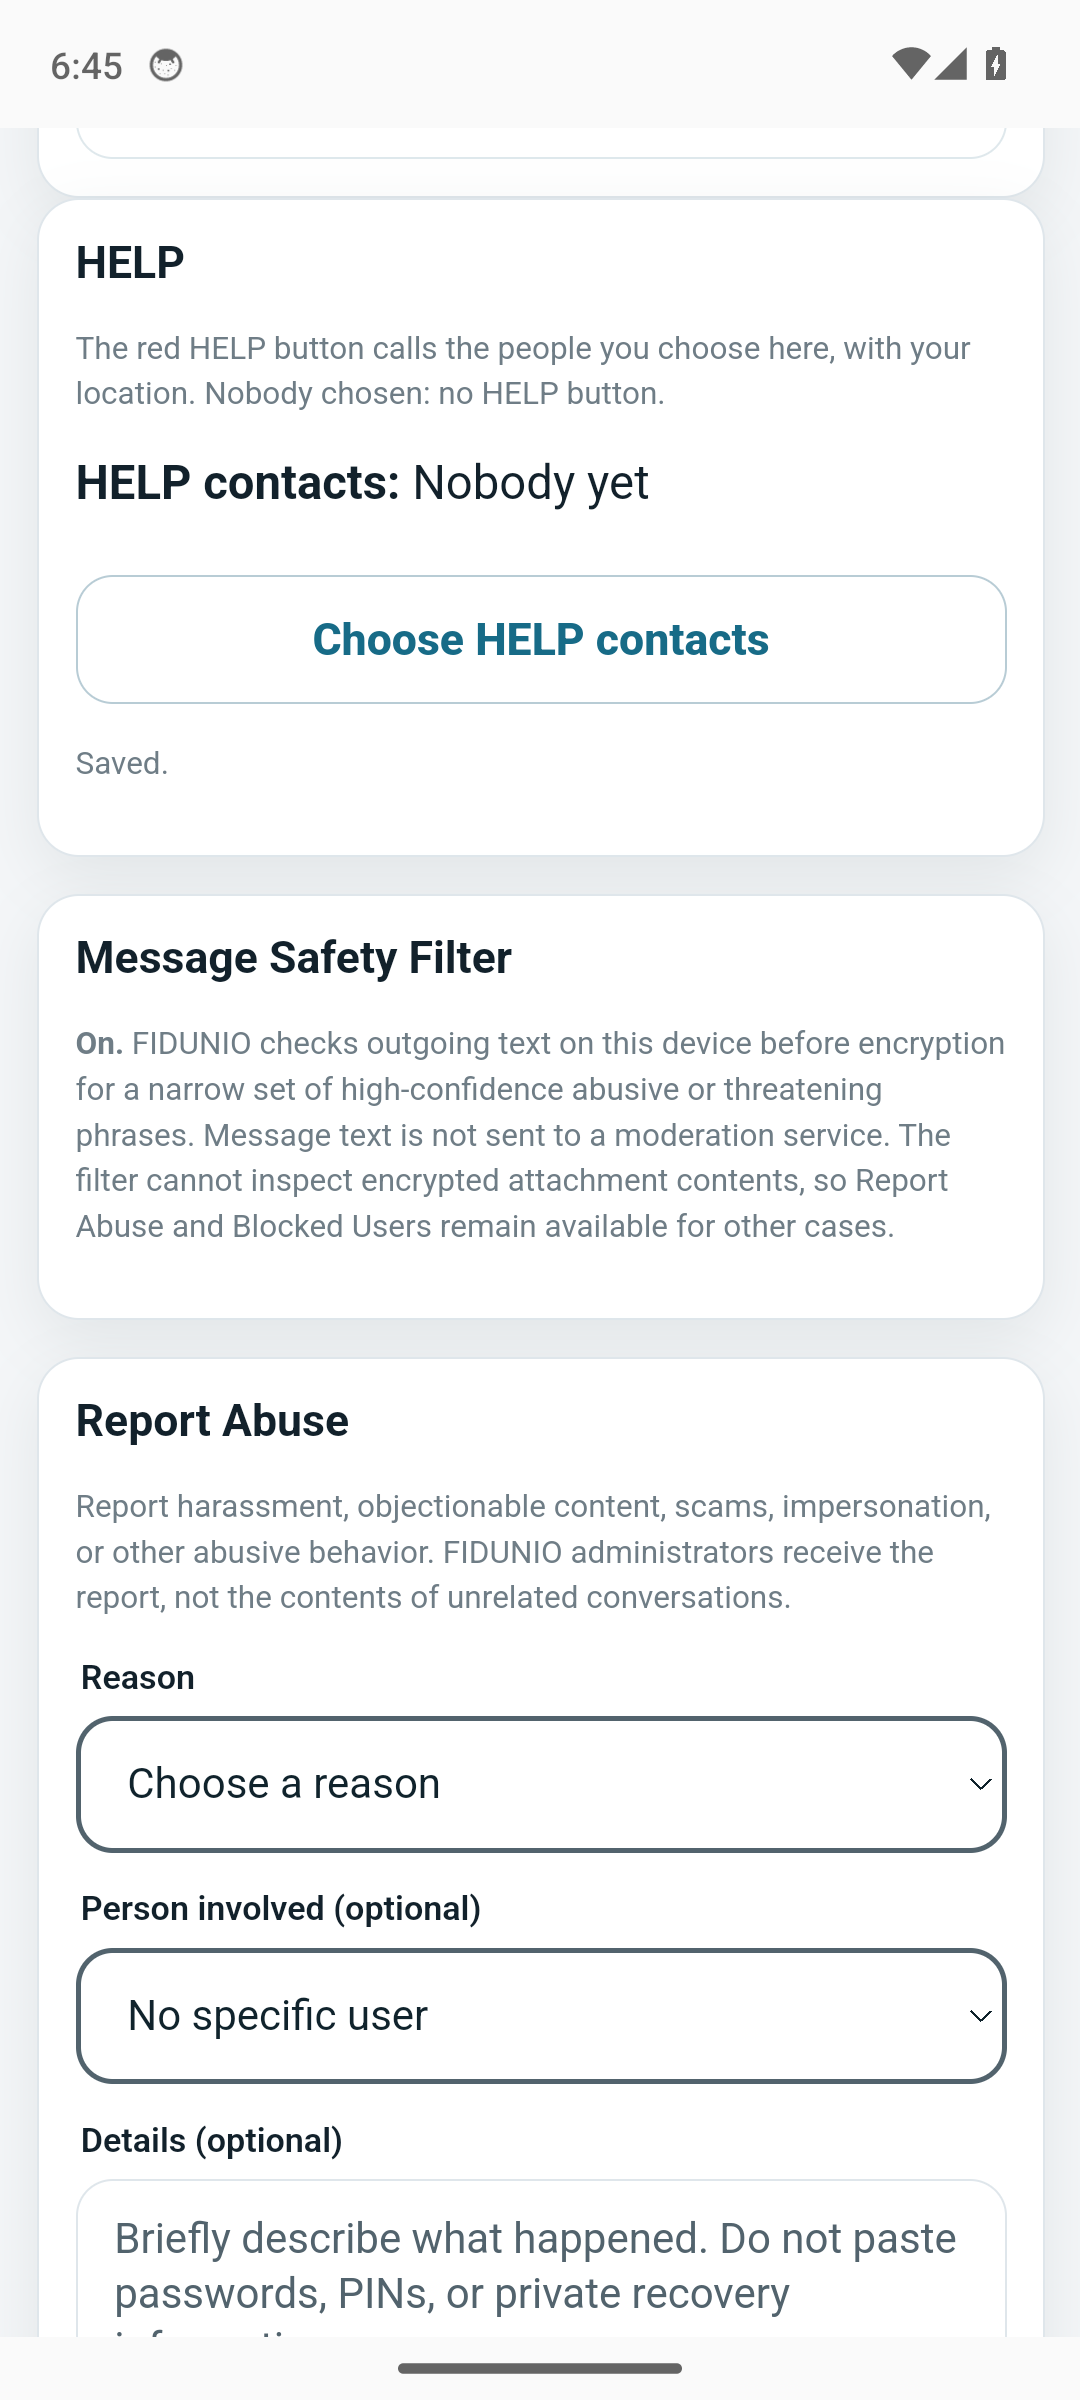 6:45
HELP
The red HELP button calls the people you choose here, with your
location. Nobody chosen: no HELP button.
HELP contacts: Nobody yet
Choose HELP contacts
Saved.
Message Safety Filter
On. FIDUNIO checks outgoing text on this device before encryption
for a narrow set of high-confidence abusive or threatening
phrases. Message text is not sent to a moderation service. The
filter cannot inspect encrypted attachment contents, so Report
Abuse and Blocked Users remain available for other cases.
Report Abuse
Report harassment, objectionable content, scams, impersonation,
or other abusive behavior. FIDUNIO administrators receive the
report, not the contents of unrelated conversations.
Reason
Choose a reason
Person involved (optional)
No specific user
Details (optional)
Briefly describe what happened. Do not paste
passwords, PINs, or private recovery